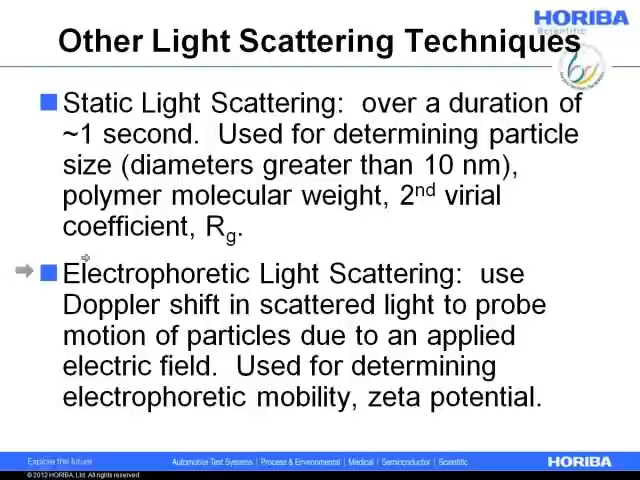 HORIBA
Scientific
Other Light Scattering Techniques
Static Light Scattering: over a duration of
~1 second. Used for determining particle
size (diameters greater than 10 nm),
polymer molecular weight, 2nd virial
coefficient, Rg.
Electrophoretic Light Scattering: use
Doppler shift in scattered light to probe
motion of particles due to an applied
electric field. Used for determining
electrophoretic mobility, zeta potential.
Explore the future
Automotive Test Systems | Process & Environmental | Medical | Semiconductor | Scientific
HORIBA
© 2012 HORIBA, Ltd. All rights reserved